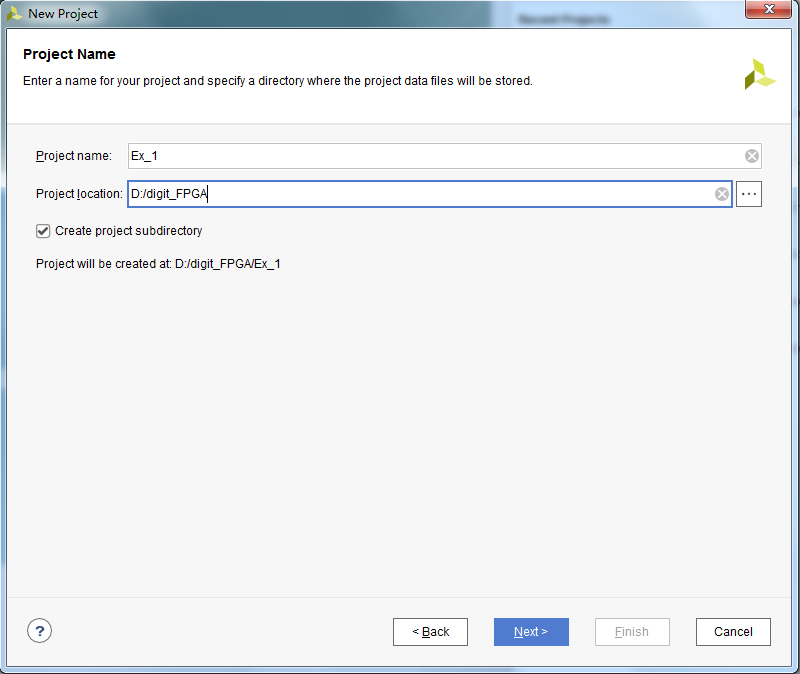 New Project
Recent Projects
Project Name
Enter a name for your project and specify a directory where the project data files will be stored.
Project name: Ex_1
Project location: D:/digit_FPGA
Create project subdirectory
Project will be created at: D:/digit_FPGA/Ex_1
? < Back Next > Finish Cancel